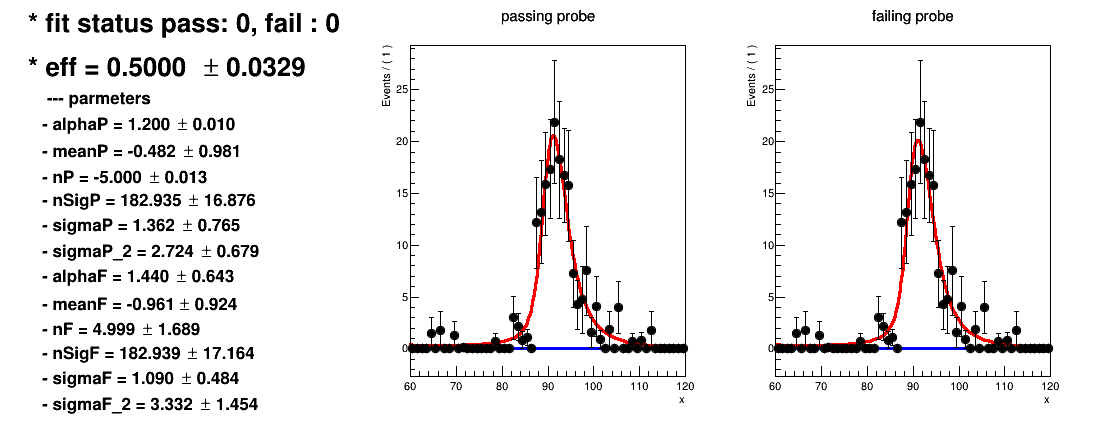 * fit status pass: 0, fail : 0
* eff = 0.5000 ± 0.0329
--- parmeters
- alphaP = 1.200 ± 0.010
- meanP = -0.482 ± 0.981
- nP = -5.000 ± 0.013
- nSigP = 182.935 ± 16.876
- sigmaP = 1.362 ± 0.765
- sigmaP_2 = 2.724 ± 0.679
- alphaF = 1.440 ± 0.643
- meanF = -0.961 ± 0.924
- nF = 4.999 ± 1.689
- nSigF = 182.939 ± 17.164
- sigmaF = 1.090 ± 0.484
- sigmaF_2 = 3.332 ± 1.454
passing probe
Events / ( 1 )
25
20
15
10
5
0
60 70 80 90 100 110 120
x
failing probe
Events / ( 1 )
25
20
15
10
5
0
60 70 80 90 100 110 120
x